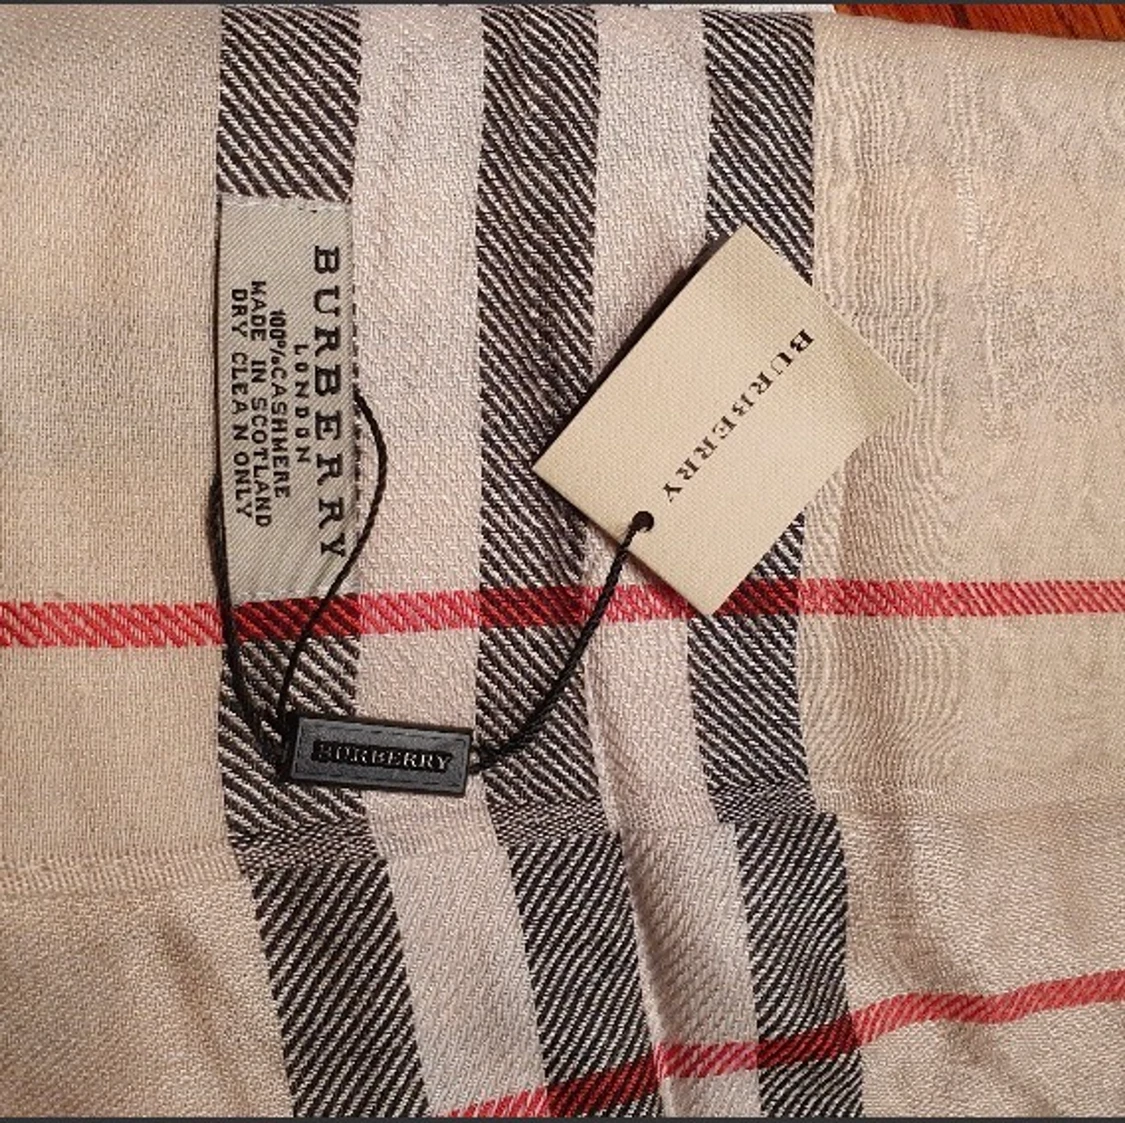 BURBERRY
LONDON
100%CASHMERE
MADE IN SCOTLAND
DRY CLEAN ONLY
BURBERRY
BURBERRY